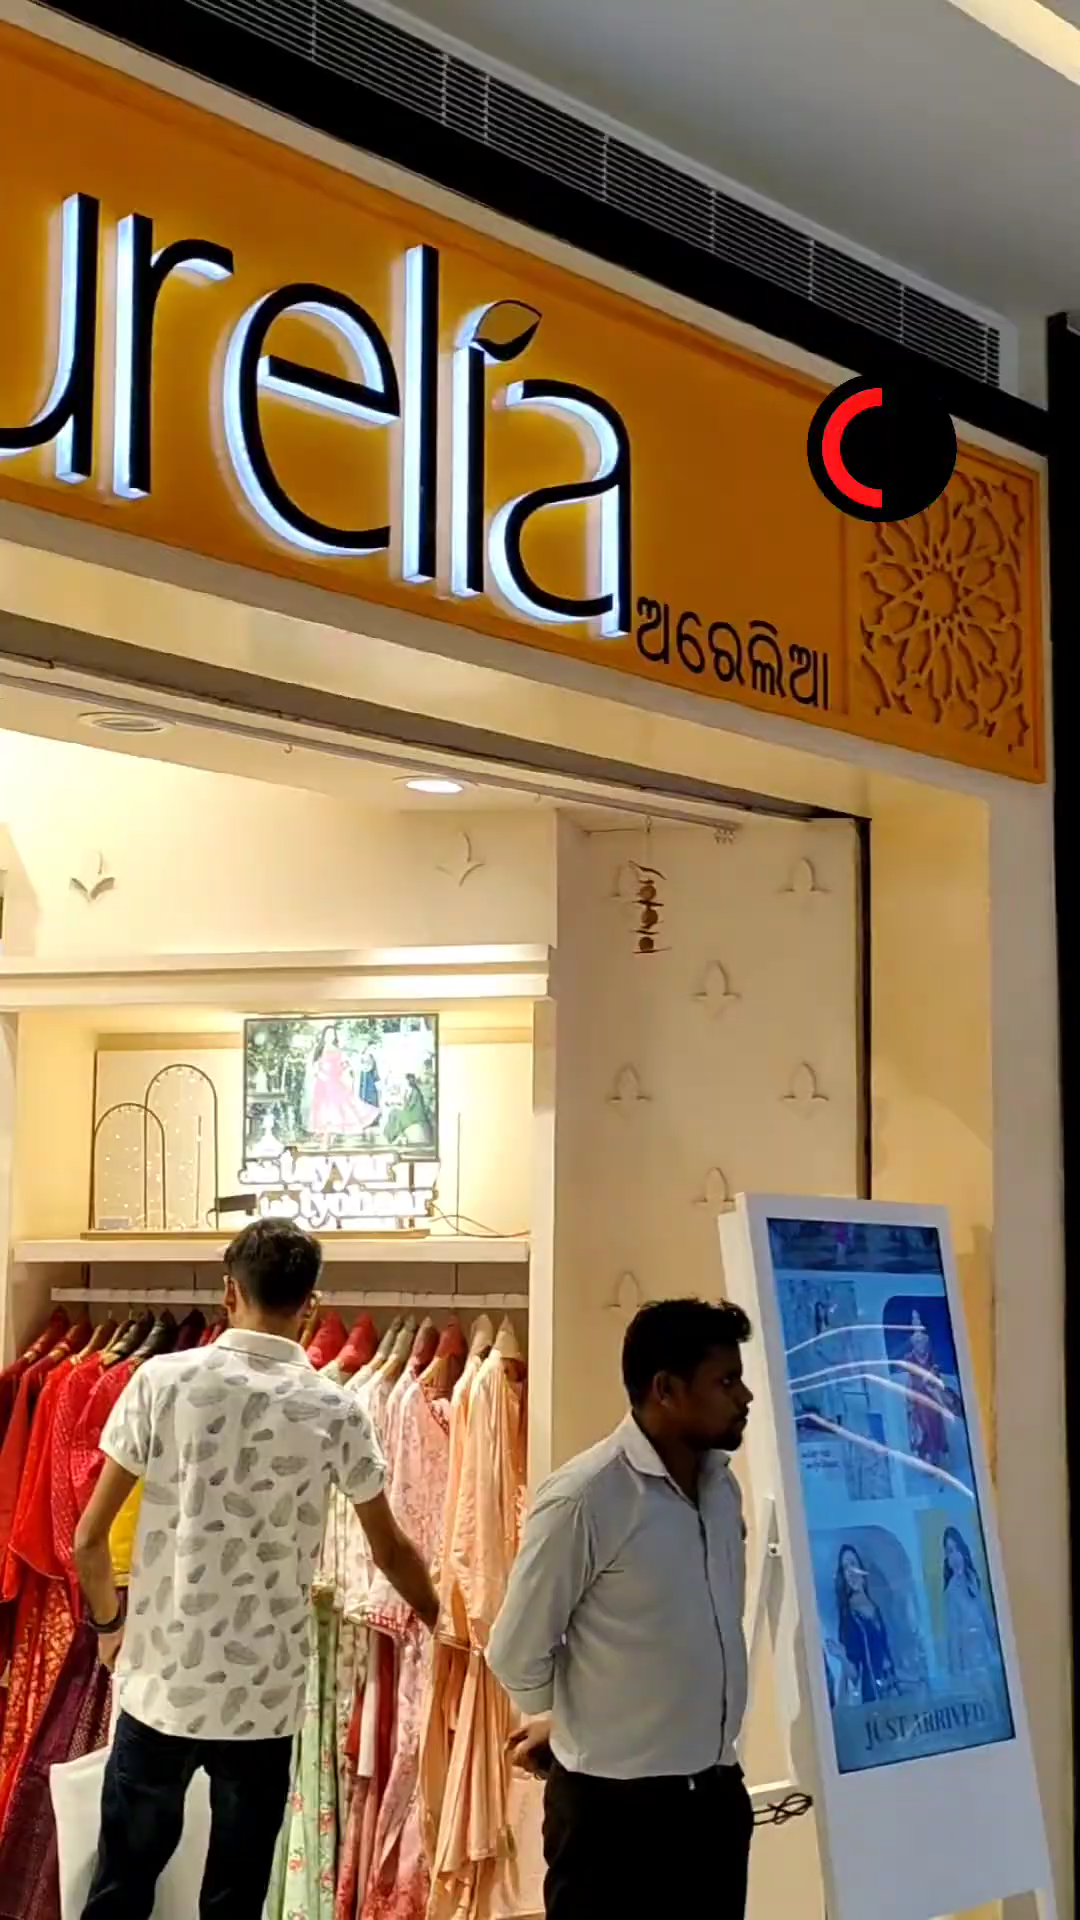 urelia
ଅରେଲିଆ
tayyar
tyohaar
JUST ARRIVED